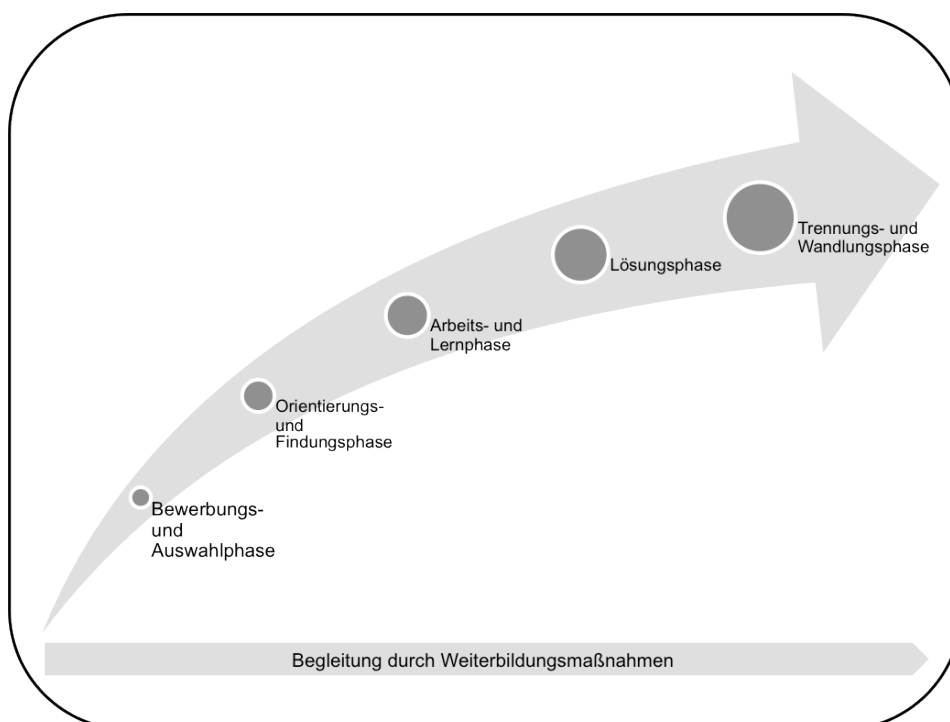 Trennungs- und
Wandlungsphase
Lösungsphase
Arbeits- und
Lernphase
Orientierungs-
und
Findungsphase
Bewerbungs-
und
Auswahlphase
Begleitung durch Weiterbildungsmaßnahmen